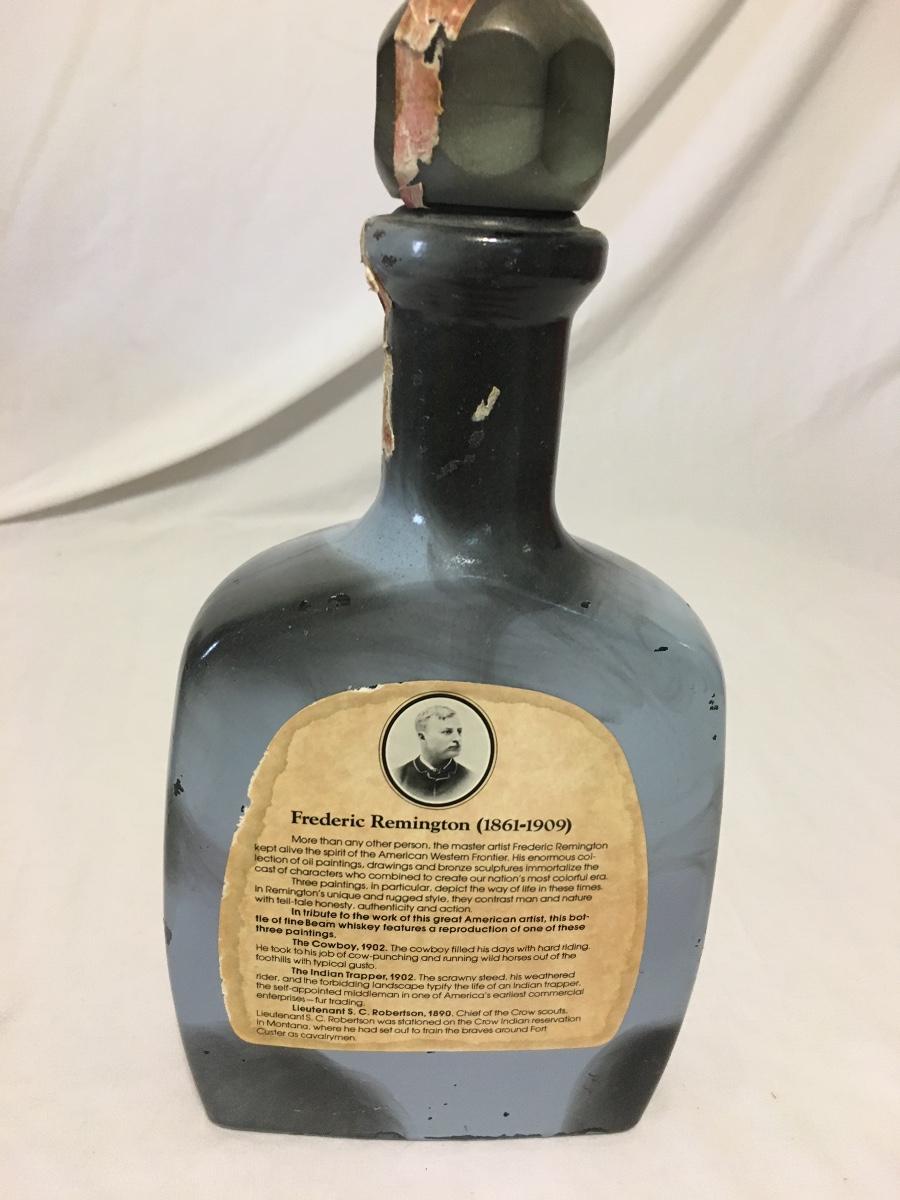 Frederic Remington (1861-1909)
More than any other person, the master artist Frederic Remington
kept alive the spirit of the American Western Frontier. His enormous col-
lection of oil paintings, drawings and bronze sculptures immortalize the
cast of characters who combined to create our nation's most colorful era.
Three paintings, in particular, depict the way of life in these times.
In Remington's unique and rugged style, they contrast man and nature
with tell-tale honesty, authenticity and action.
In tribute to the work of this great American artist, this bot-
tle of fine Beam whiskey features a reproduction of one of these
three paintings.
The Cowboy, 1902. The cowboy filled his days with hard riding.
He took to his job of cow-punching and running wild horses out of the
foothills with typical gusto.
The Indian Trapper, 1902. The scrawny steed, his weathered
rider, and the forbidding landscape typify the life of an Indian trapper,
the self-appointed middleman in one of America's earliest commercial
enterprises—fur trading.
Lieutenant S. C. Robertson, 1890. Chief of the Crow scouts,
Lieutenant S. C. Robertson was stationed on the Crow Indian reservation
in Montana, where he had set out to train the braves around Fort
Custer as cavalrymen.